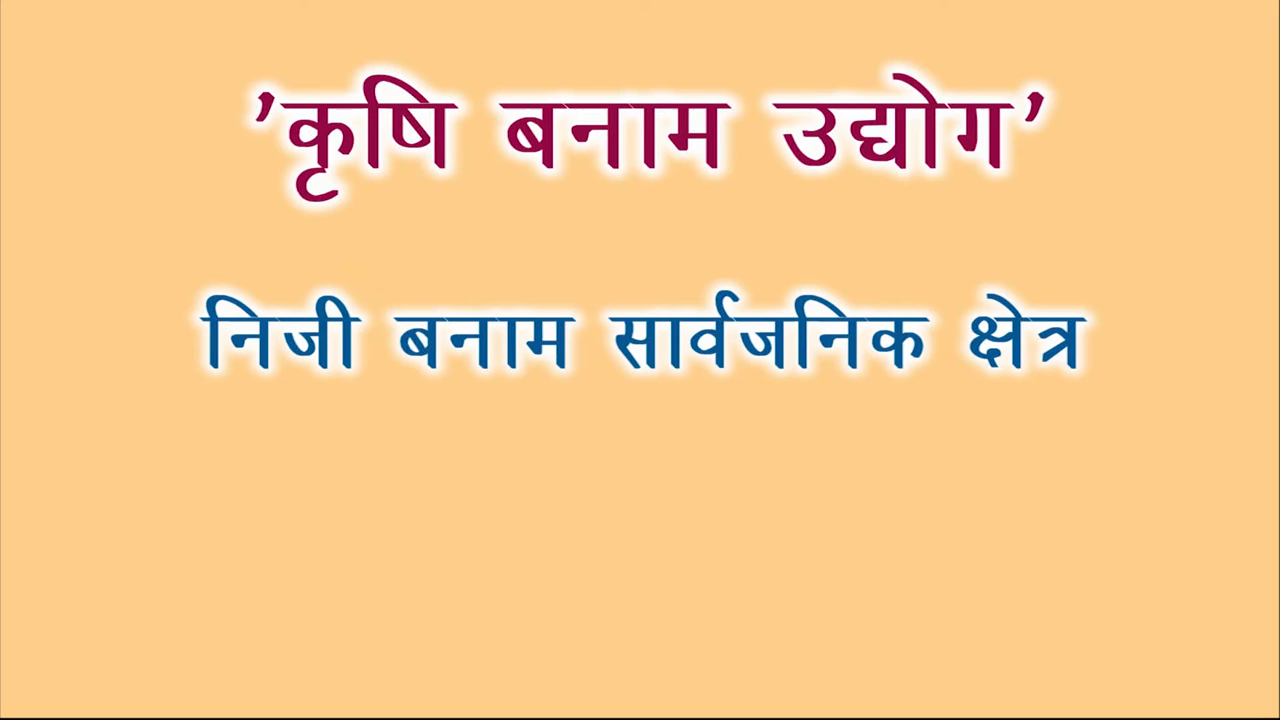 ’कृषि बनाम उद्योग’
निजी बनाम सार्वजनिक क्षेत्र